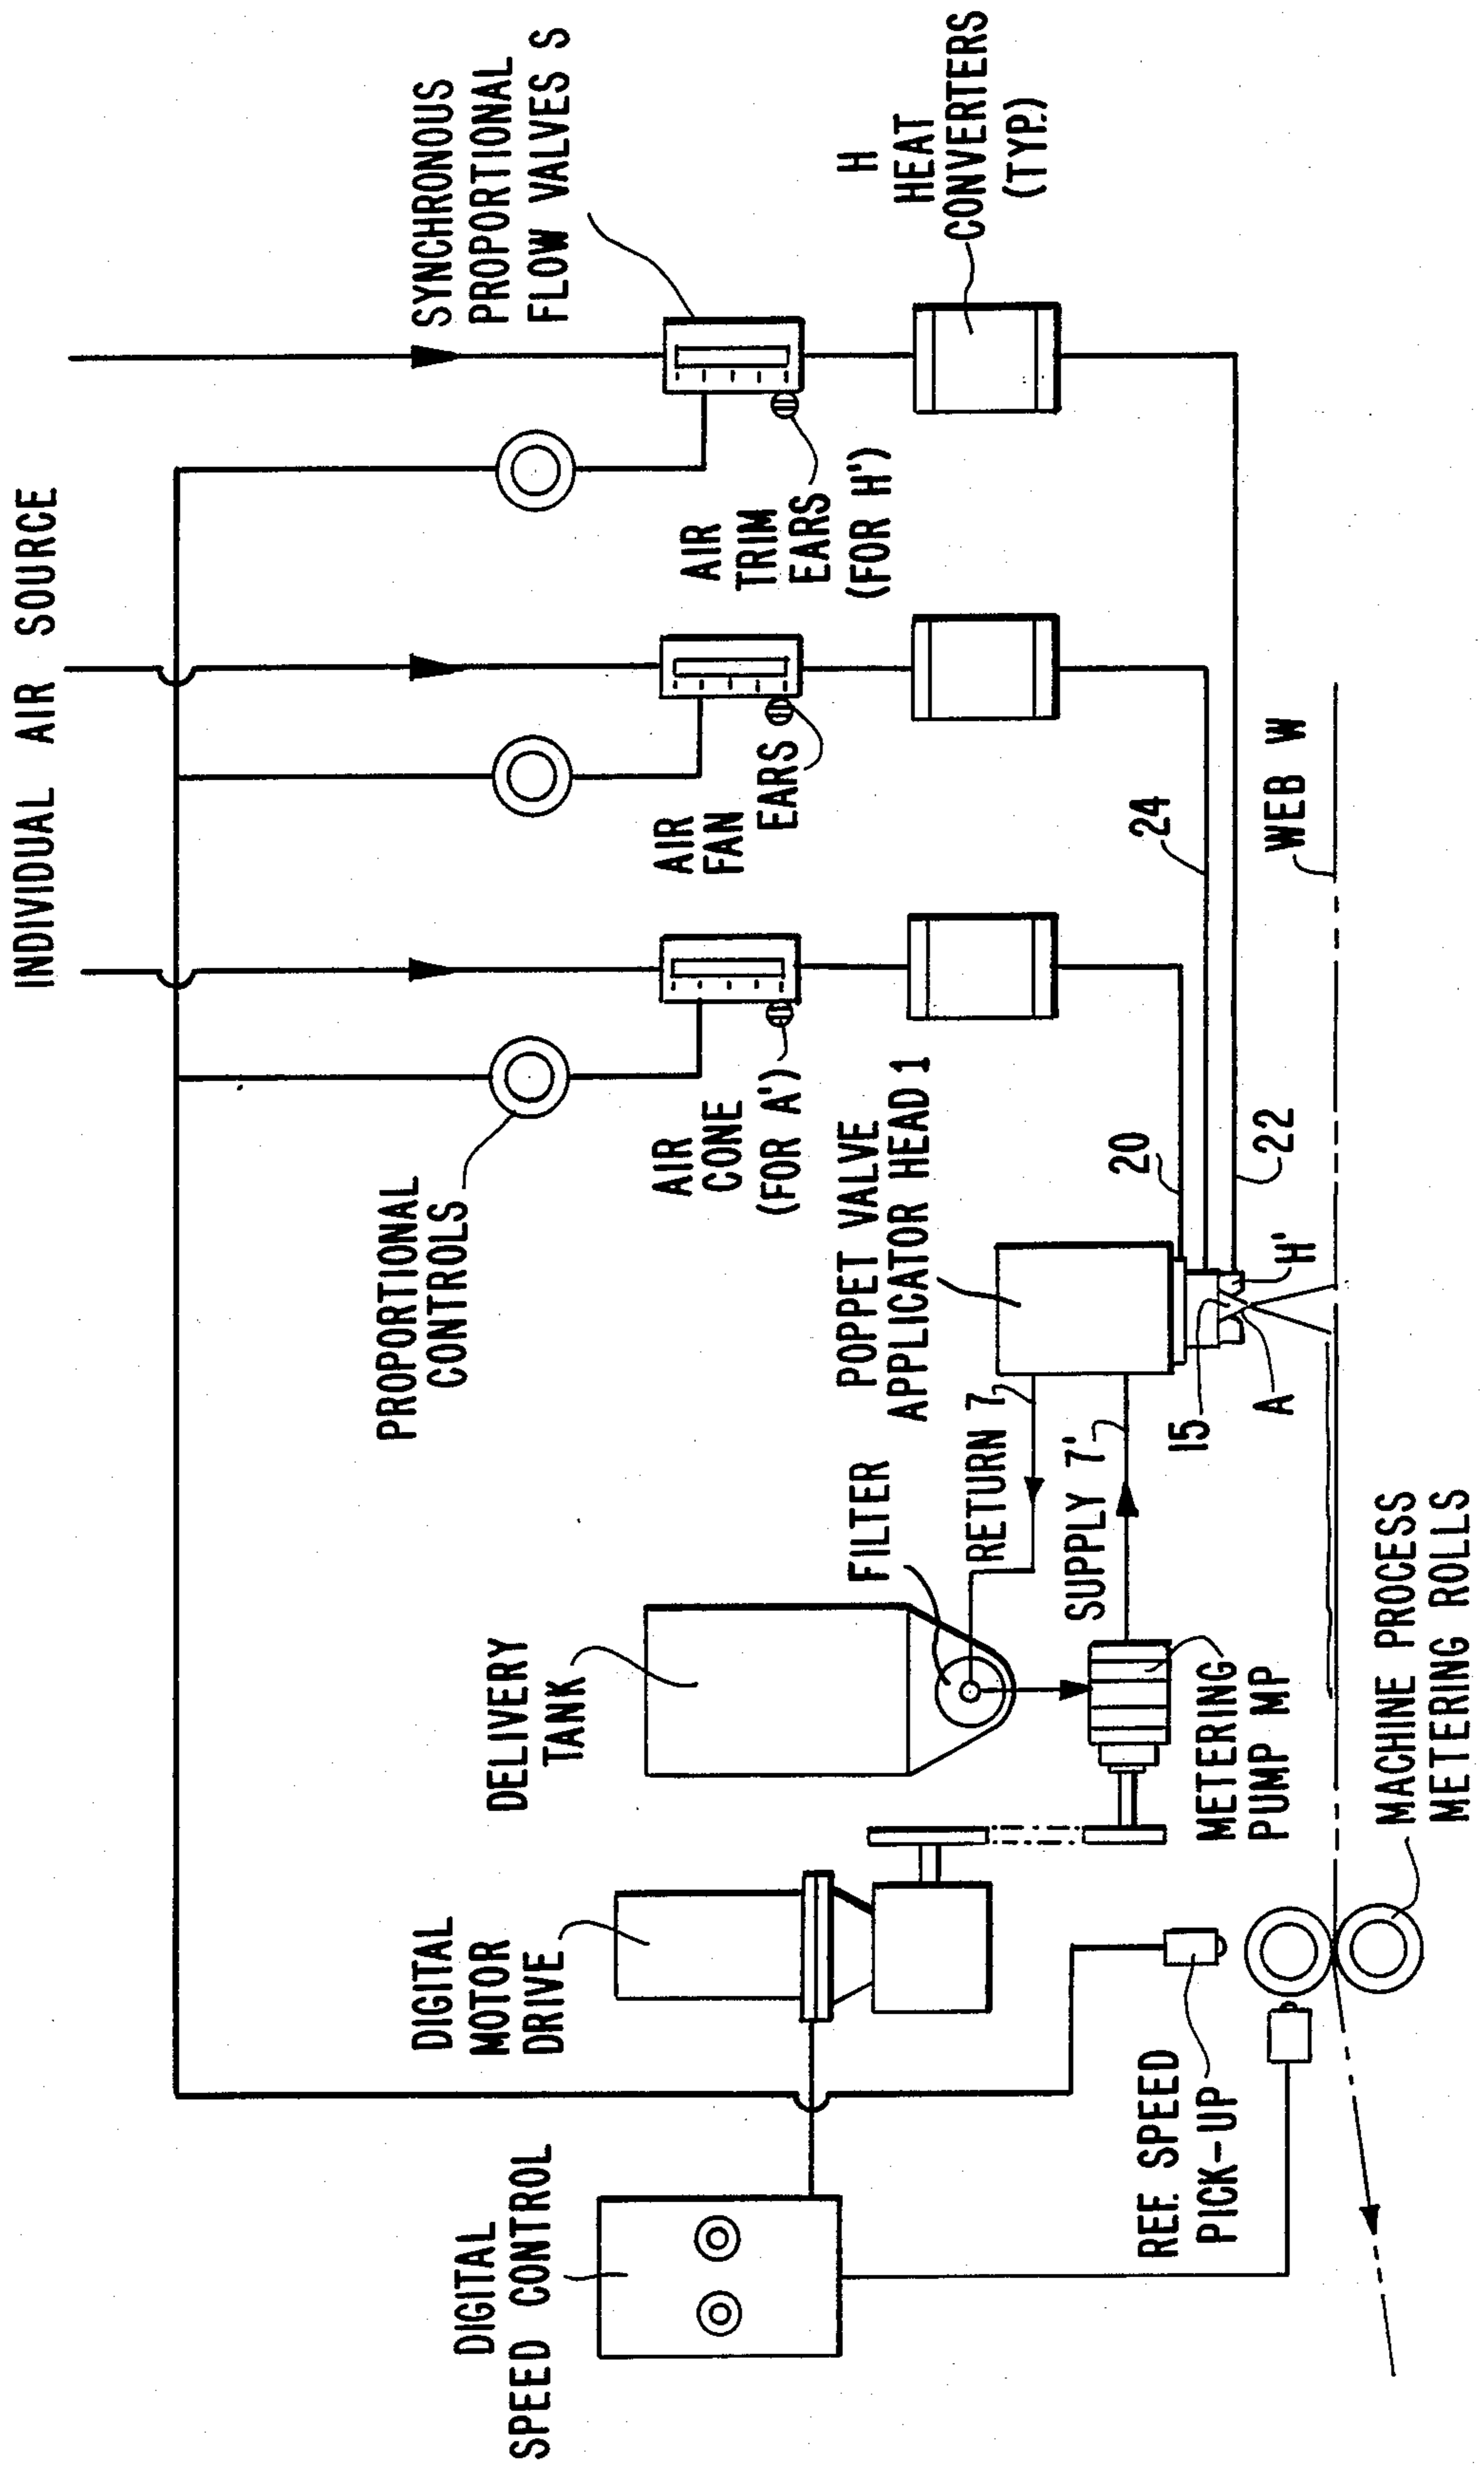 INDIVIDUAL AIR SOURCE
SYNCHRONOUS
PROPORTIONAL
FLOW VALVES S
PROPORTIONAL
CONTROLS
AIR
CONE
(FOR A')
AIR
FAN
EARS
AIR
TRIM
EARS
(FOR H')
H
HEAT
CONVERTERS
(TYP.)
DIGITAL
SPEED CONTROL
DIGITAL
MOTOR
DRIVE
DELIVERY
TANK
FILTER
POPPET VALVE
APPLICATOR HEAD 1
RETURN 7
SUPPLY 7'
20
24
22
WEB W
15
A
H'
METERING
PUMP MP
REF. SPEED
PICK-UP
MACHINE PROCESS
METERING ROLLS